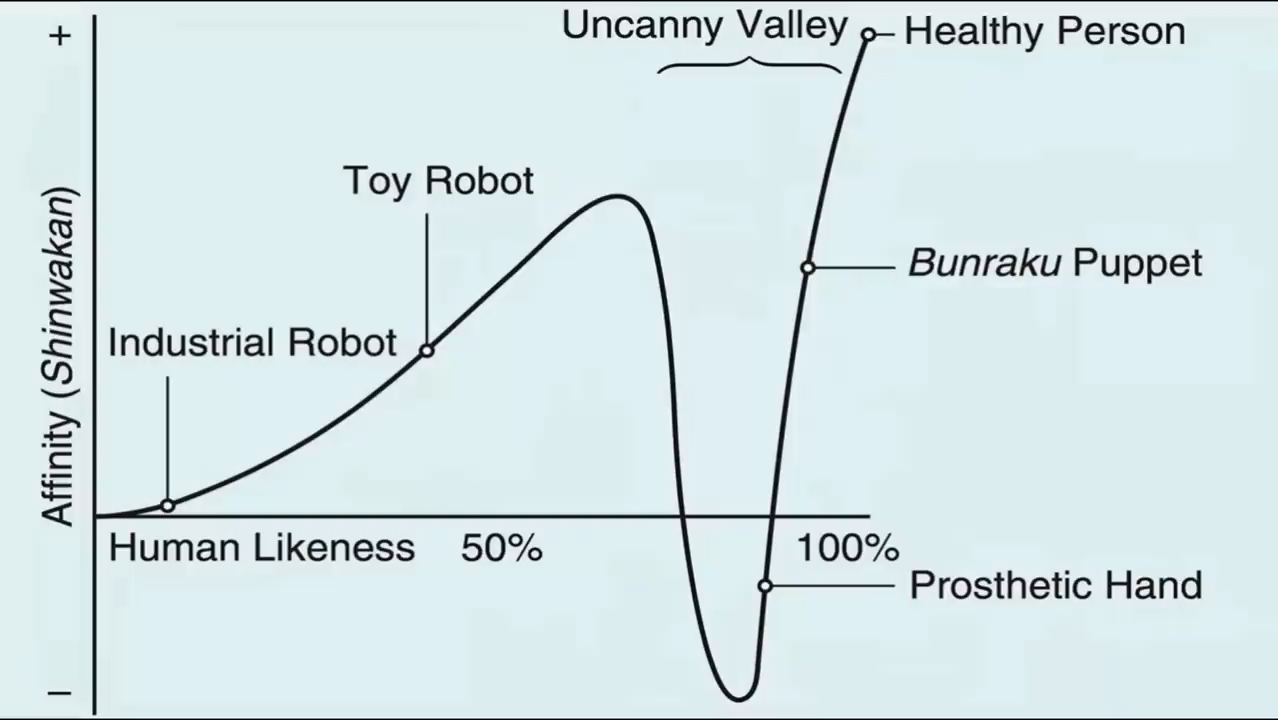 +
Uncanny Valley
Healthy Person
Toy Robot
Bunraku Puppet
Industrial Robot
Affinity (Shinwakan)
Human Likeness 50% 100%
Prosthetic Hand
–